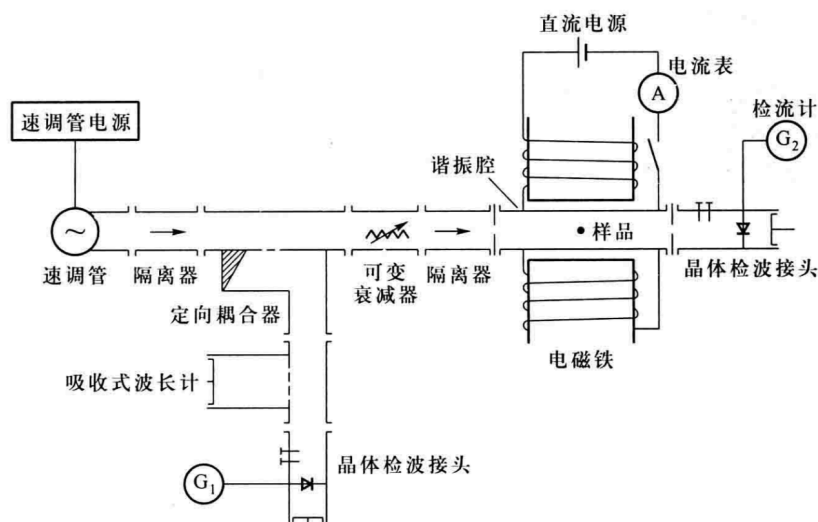 直流电源
电流表
A
检流计
G2
速调管电源
谐振腔
~
样品
速调管
隔离器
可变
衰减器
隔离器
晶体检波接头
定向耦合器
电磁铁
吸收式波长计
晶体检波接头
G1